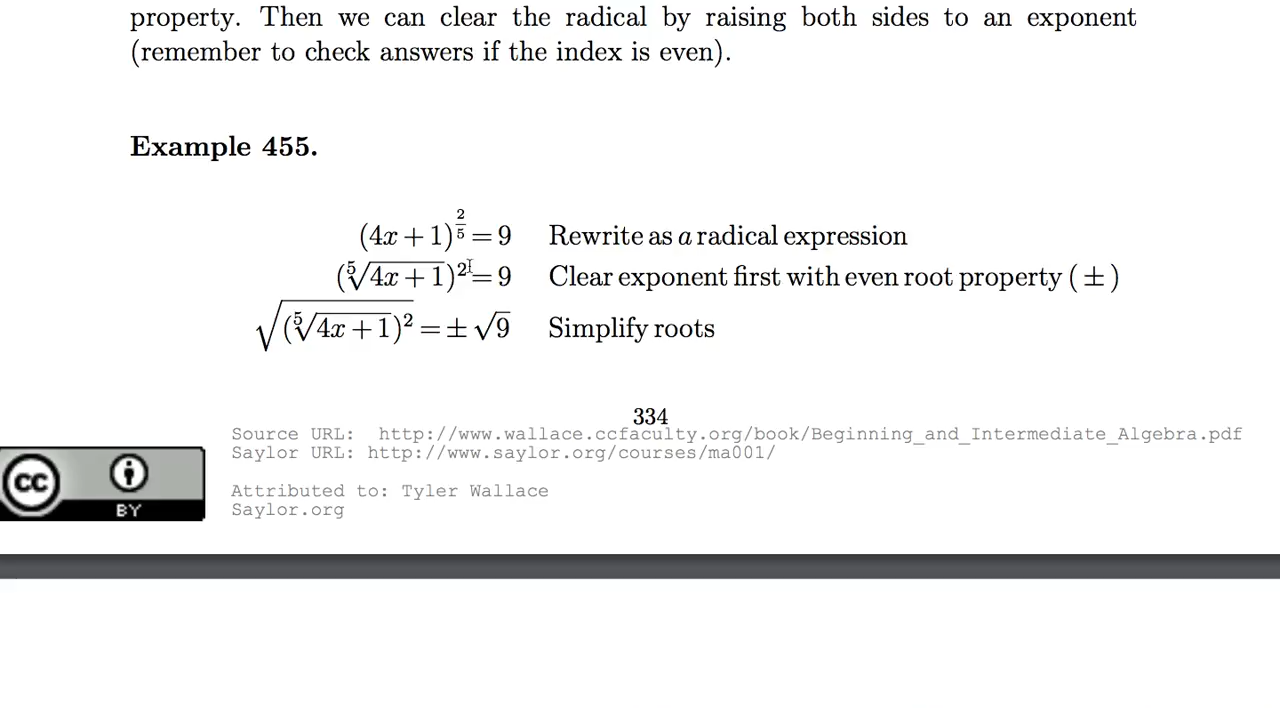 property. Then we can clear the radical by raising both sides to an exponent
(remember to check answers if the index is even).
Example 455.
(4x + 1)^{2/5} = 9 Rewrite as a radical expression
(⁵√(4x + 1))² = 9 Clear exponent first with even root property ( ± )
√((⁵√(4x + 1))²) = ± √9 Simplify roots
334
Source URL: http://www.wallace.ccfaculty.org/book/Beginning_and_Intermediate_Algebra.pdf
Saylor URL: http://www.saylor.org/courses/ma001/
Attributed to: Tyler Wallace
Saylor.org
cc
BY